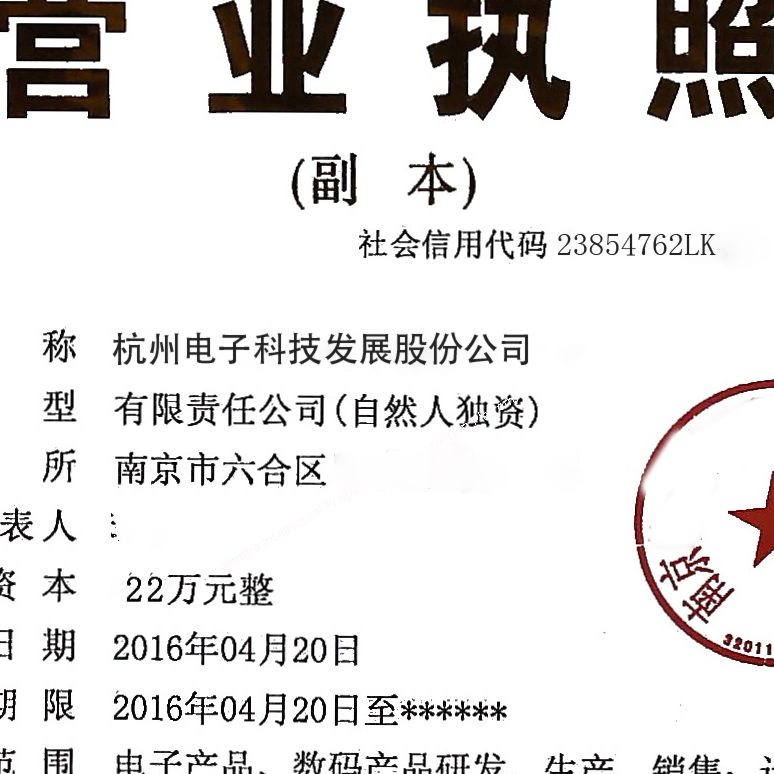 营业执照
(副 本)
社会信用代码 23854762LK
称 杭州电子科技发展股份公司
型 有限责任公司(自然人独资)
所 南京市六合区
表人
资本 22万元整
日期 2016年04月20日
期限 2016年04月20日至******
范围 电子产品、数码产品研发、生产、销售;
南京
32011